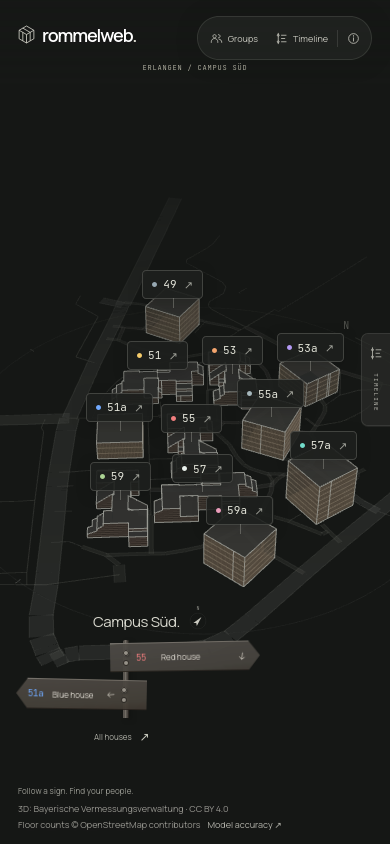 rommelweb.
Groups
Timeline
ERLANGEN / CAMPUS SÜD
49 ↗
N
51 ↗
53 ↗
53a ↗
TIMELINE
55a ↗
51a ↗
55 ↗
57a ↗
59 ↗
57 ↗
59a ↗
Campus Süd.
55 Red house ↓
51a Blue house ←
All houses ↗
Follow a sign. Find your people.
3D: Bayerische Vermessungsverwaltung · CC BY 4.0
Floor counts © OpenStreetMap contributors Model accuracy ↗